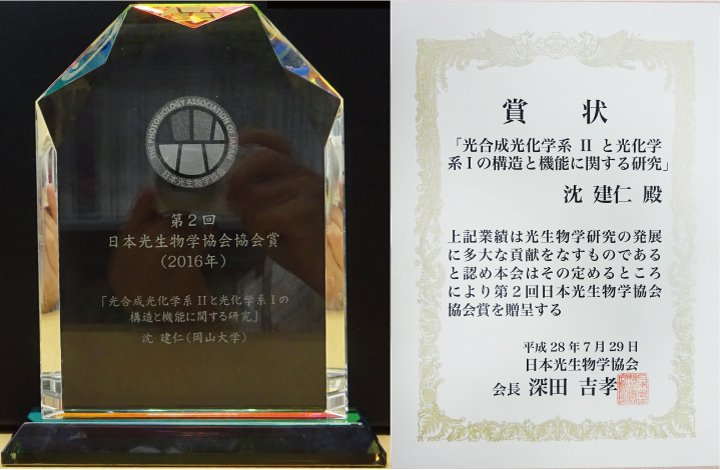 THE PHOTOBIOLOGY ASSOCIATION OF JAPAN
日本光生物学協会
第2回
日本光生物学協会協会賞
(2016年)
「光合成光化学系IIと光化学系Iの
構造と機能に関する研究」
沈 建仁(岡山大学)
賞 状
「光合成光化学系 II と光化学
系Iの構造と機能に関する研究」
沈 建仁 殿
上記業績は光生物学研究の発展
に多大な貢献をなすものである
と認め本会はその定めるところ
により第2回日本光生物学協会
協会賞を贈呈する
平成28年7月29日
日本光生物学協会
会長 深田 吉孝